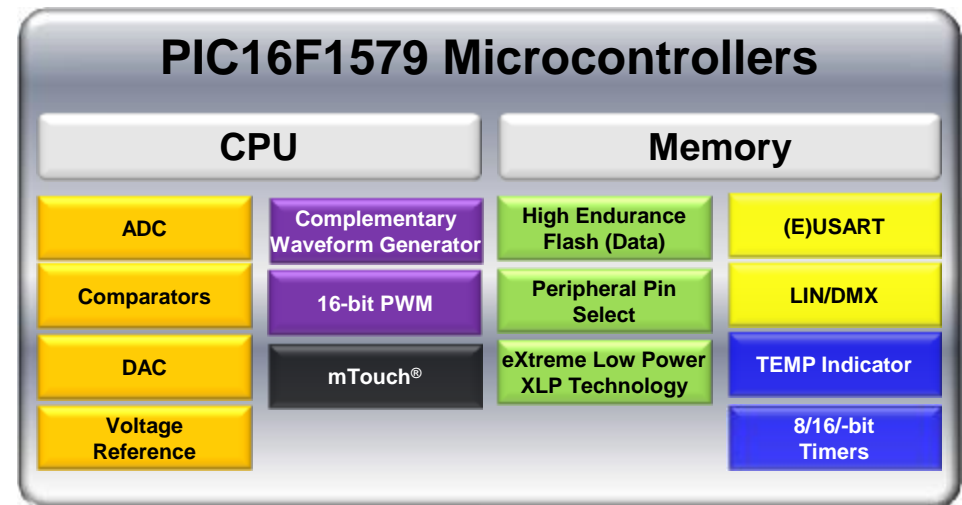 PIC16F1579 Microcontrollers
CPU
Memory
ADC
Comparators
DAC
Voltage
Reference
Complementary
Waveform Generator
16-bit PWM
mTouch®
High Endurance
Flash (Data)
Peripheral Pin
Select
eXtreme Low Power
XLP Technology
(E)USART
LIN/DMX
TEMP Indicator
8/16/-bit
Timers